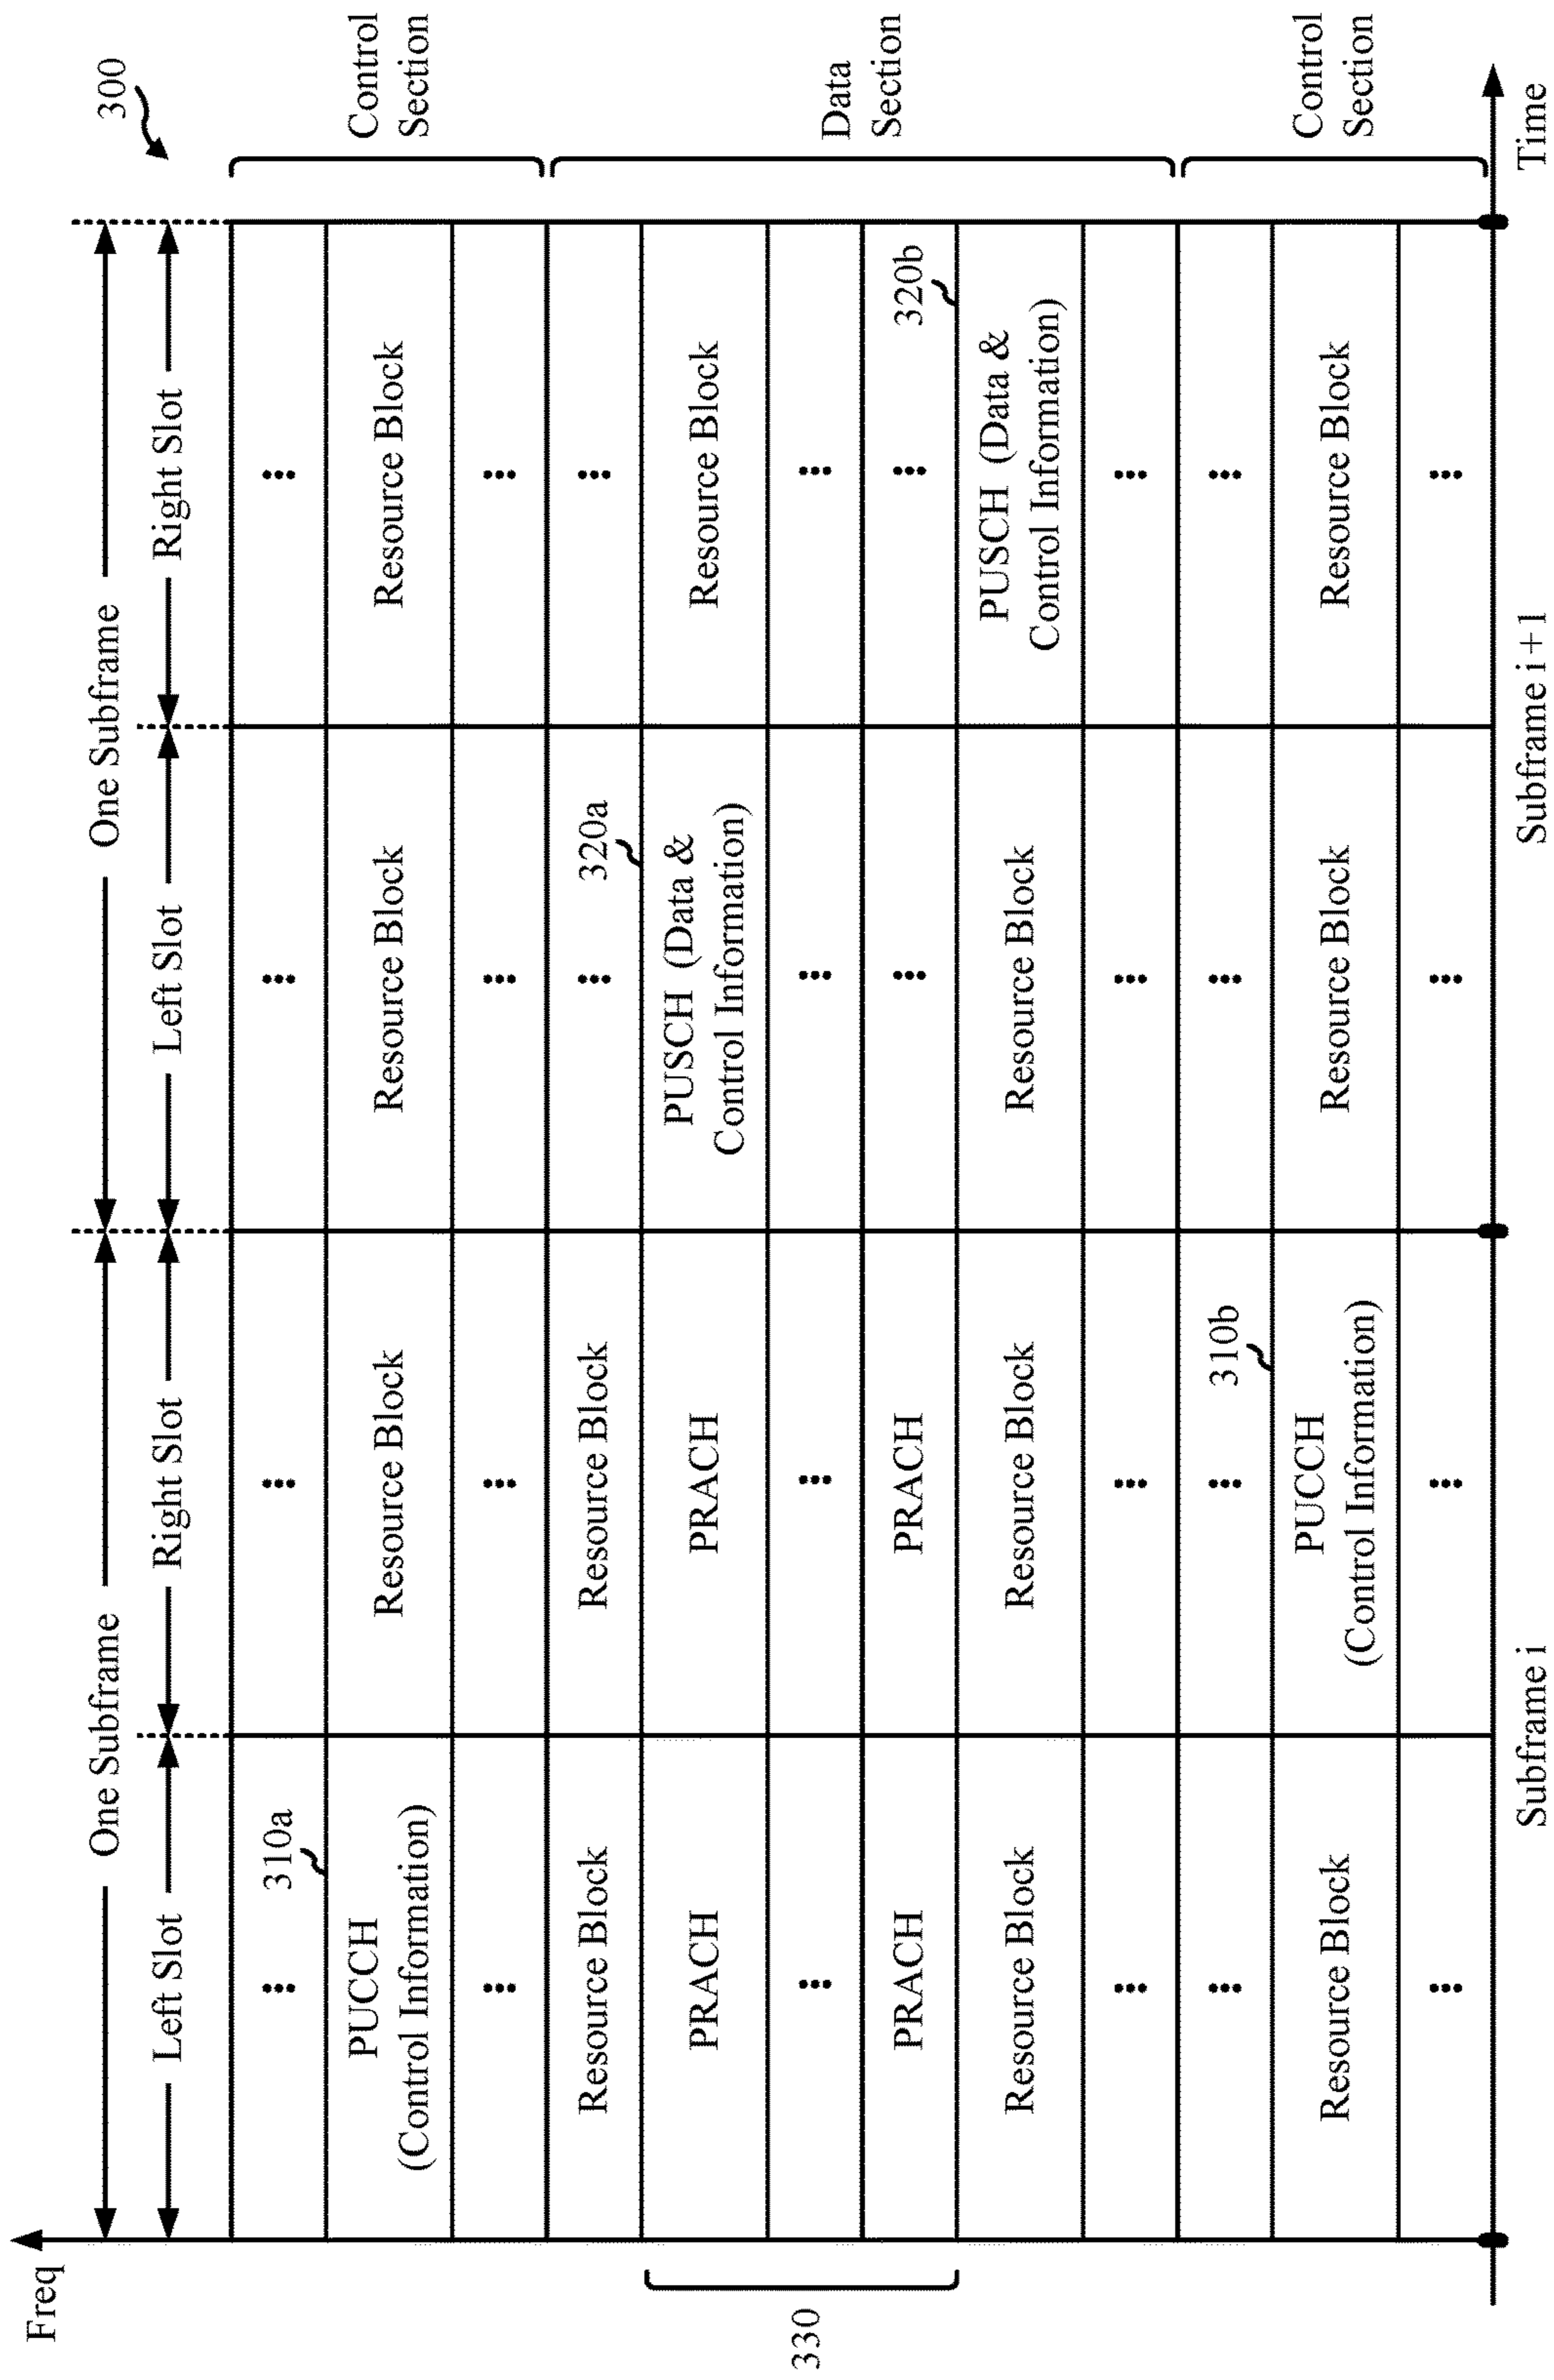 300
One Subframe
One Subframe
Left Slot
Right Slot
Left Slot
Right Slot
Freq
Control
Section
Data
Section
Control
Section
⋮
310a
⋮
⋮
⋮
PUCCH
(Control Information)
Resource Block
Resource Block
Resource Block
⋮
⋮
⋮
⋮
Resource Block
Resource Block
⋮
320a
⋮
PRACH
PRACH
PUSCH (Data &
Control Information)
Resource Block
330
⋮
⋮
⋮
⋮
PRACH
PRACH
⋮
⋮
320b
Resource Block
Resource Block
Resource Block
PUSCH (Data &
Control Information)
⋮
⋮
⋮
⋮
⋮
⋮
310b
⋮
⋮
Resource Block
PUCCH
(Control Information)
Resource Block
Resource Block
⋮
⋮
⋮
⋮
Subframe i
Subframe i + 1
Time